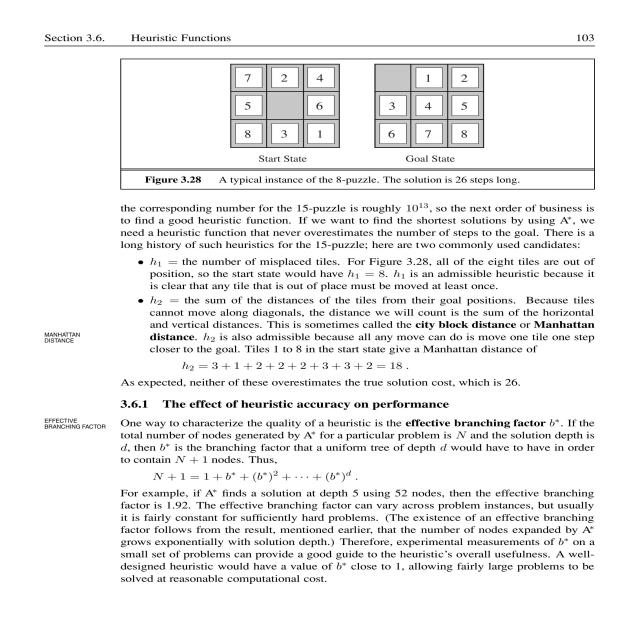 Section 3.6. Heuristic Functions 103
7 2 4 1 2
5 6 3 4 5
8 3 1 6 7 8
Start State Goal State
Figure 3.28 A typical instance of the 8-puzzle. The solution is 26 steps long.
the corresponding number for the 15-puzzle is roughly 10¹³, so the next order of business is
to find a good heuristic function. If we want to find the shortest solutions by using A*, we
need a heuristic function that never overestimates the number of steps to the goal. There is a
long history of such heuristics for the 15-puzzle; here are two commonly used candidates:
• h₁ = the number of misplaced tiles. For Figure 3.28, all of the eight tiles are out of
position, so the start state would have h₁ = 8. h₁ is an admissible heuristic because it
is clear that any tile that is out of place must be moved at least once.
• h₂ = the sum of the distances of the tiles from their goal positions. Because tiles
cannot move along diagonals, the distance we will count is the sum of the horizontal
and vertical distances. This is sometimes called the city block distance or Manhattan
MANHATTAN
DISTANCE
distance. h₂ is also admissible because all any move can do is move one tile one step
closer to the goal. Tiles 1 to 8 in the start state give a Manhattan distance of
h₂ = 3 + 1 + 2 + 2 + 2 + 3 + 3 + 2 = 18 .
As expected, neither of these overestimates the true solution cost, which is 26.
3.6.1 The effect of heuristic accuracy on performance
EFFECTIVE
BRANCHING FACTOR
One way to characterize the quality of a heuristic is the effective branching factor b*. If the
total number of nodes generated by A* for a particular problem is N and the solution depth is
d, then b* is the branching factor that a uniform tree of depth d would have to have in order
to contain N + 1 nodes. Thus,
N + 1 = 1 + b* + (b*)² + · · · + (b*)ᵈ .
For example, if A* finds a solution at depth 5 using 52 nodes, then the effective branching
factor is 1.92. The effective branching factor can vary across problem instances, but usually
it is fairly constant for sufficiently hard problems. (The existence of an effective branching
factor follows from the result, mentioned earlier, that the number of nodes expanded by A*
grows exponentially with solution depth.) Therefore, experimental measurements of b* on a
small set of problems can provide a good guide to the heuristic's overall usefulness. A well-
designed heuristic would have a value of b* close to 1, allowing fairly large problems to be
solved at reasonable computational cost.